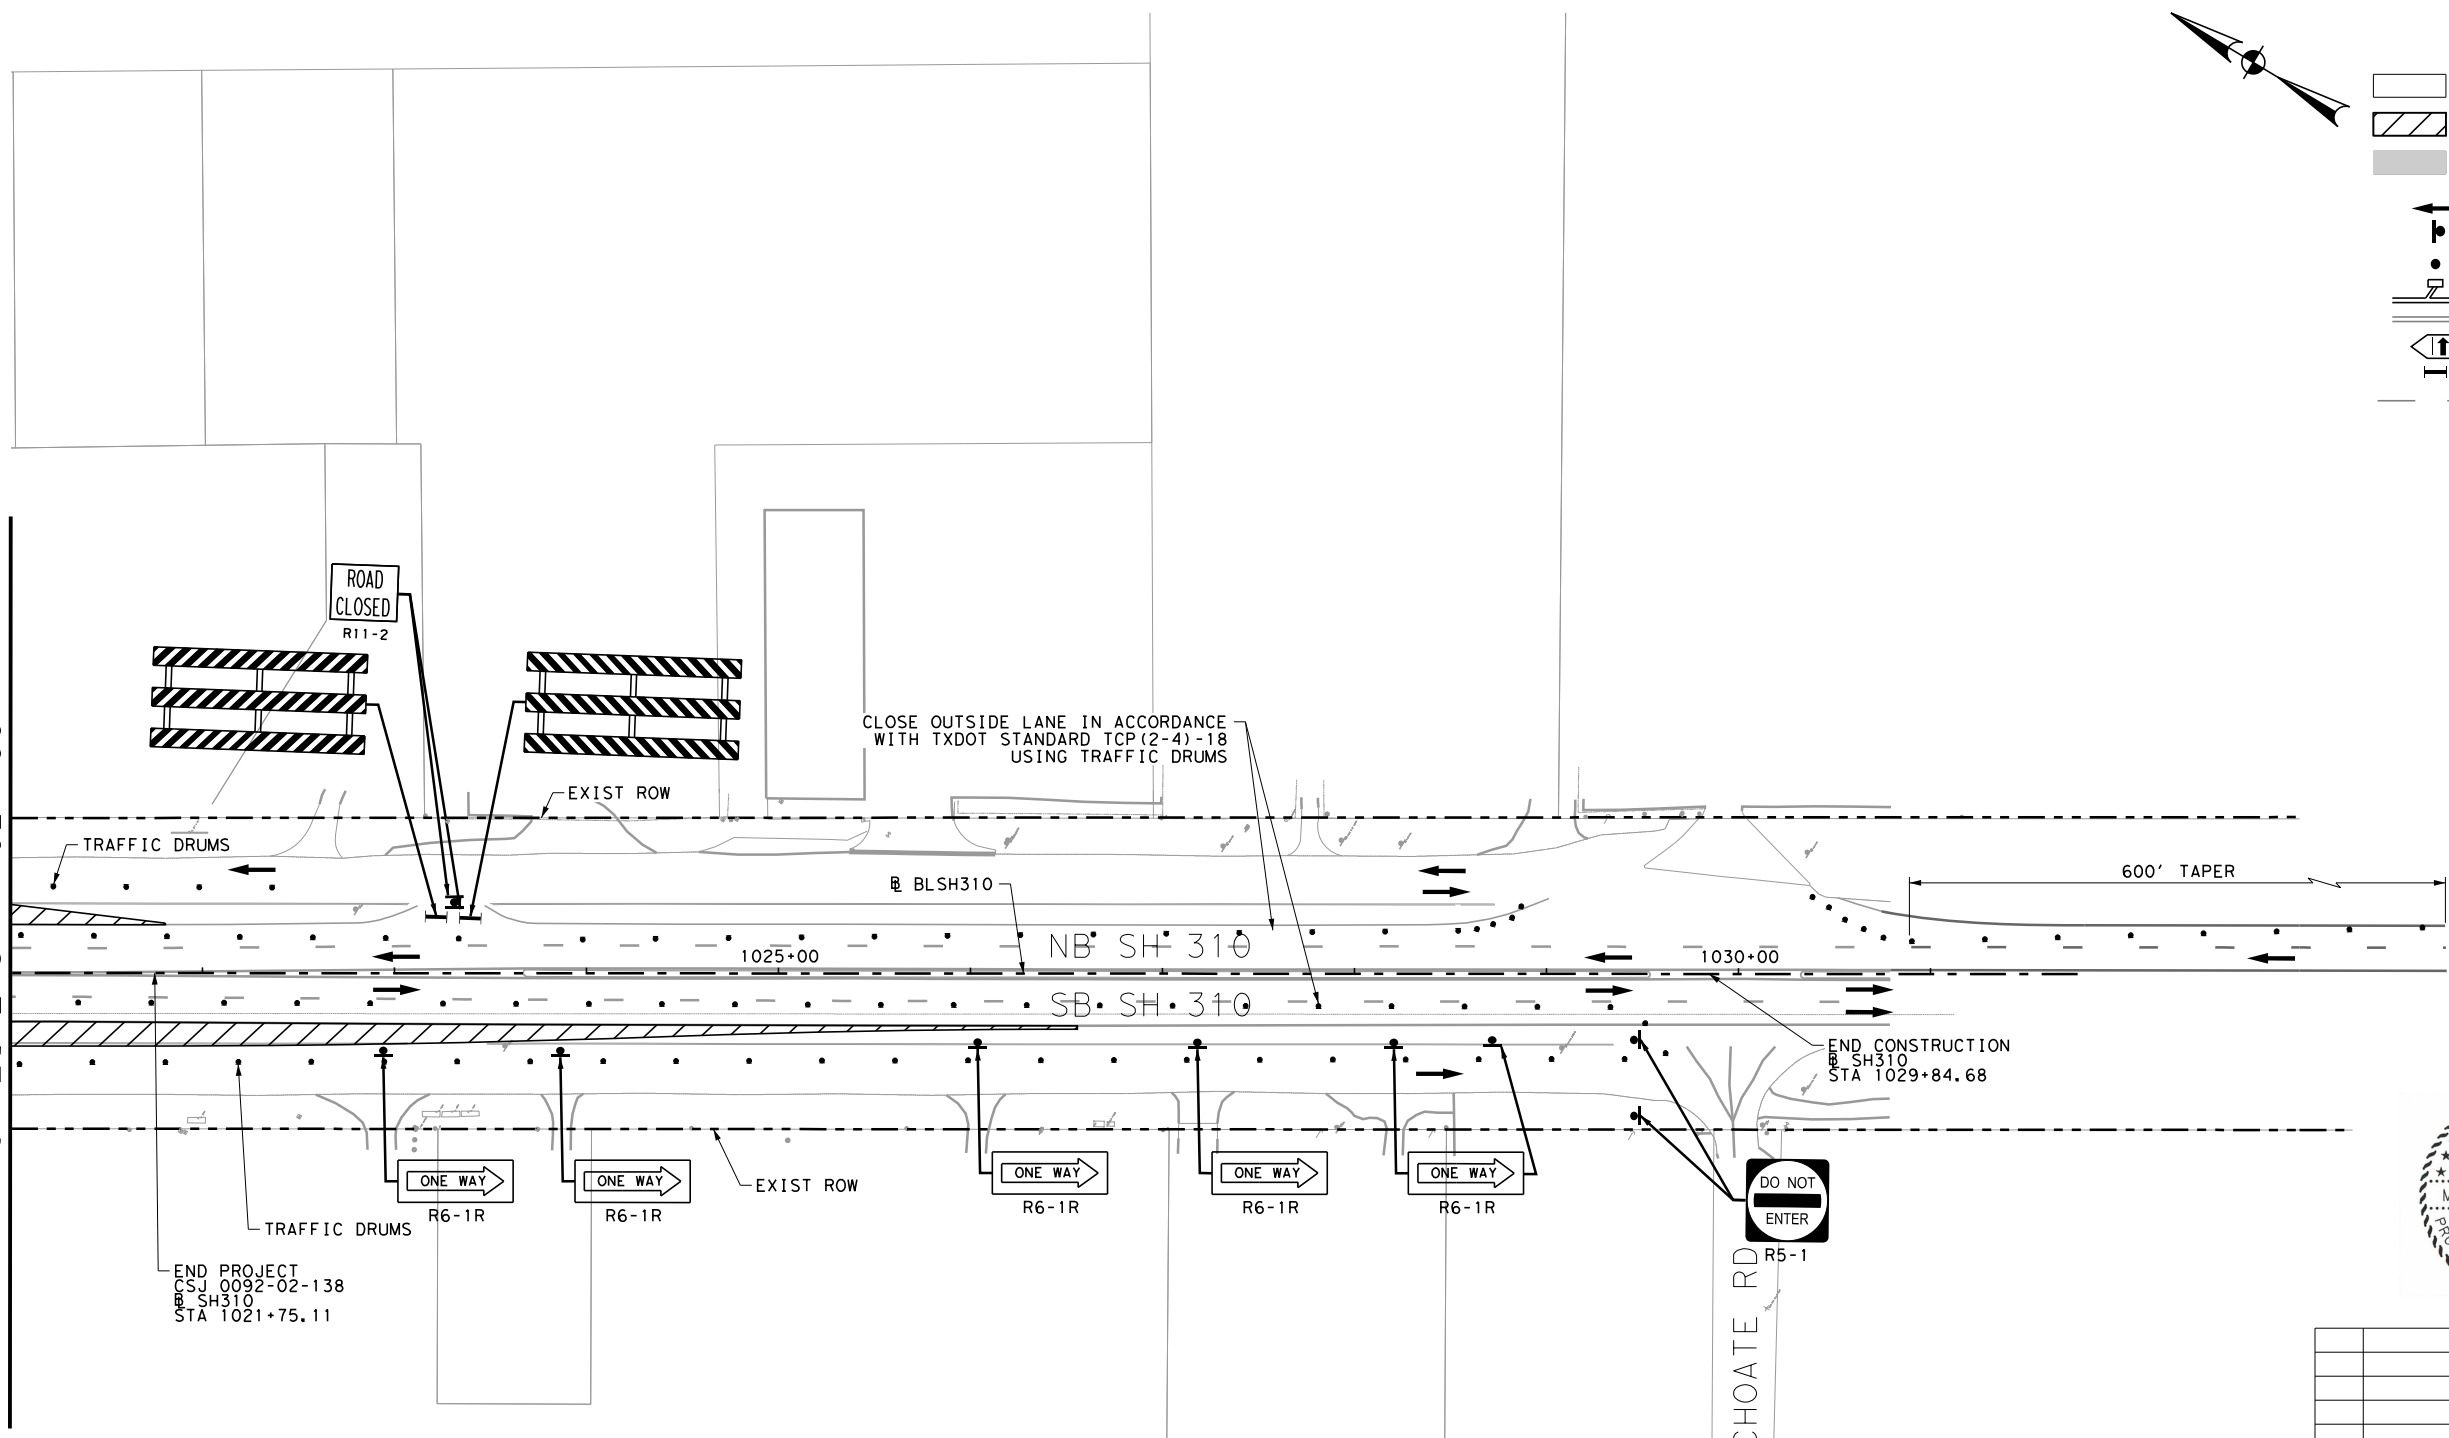 ROAD
CLOSED
R11-2
CLOSE OUTSIDE LANE IN ACCORDANCE
WITH TXDOT STANDARD TCP(2-4)-18
USING TRAFFIC DRUMS
EXIST ROW
TRAFFIC DRUMS
℄ BLSH310
600' TAPER
NB SH 310
1025+00
1030+00
SB SH 310
END CONSTRUCTION
SH310
STA 1029+84.68
ONE WAY
R6-1R
ONE WAY
R6-1R
ONE WAY
R6-1R
ONE WAY
R6-1R
ONE WAY
R6-1R
DO NOT
ENTER
R5-1
EXIST ROW
TRAFFIC DRUMS
END PROJECT
CSJ 0092-02-138
SH310
STA 1021+75.11
CHOATE RD